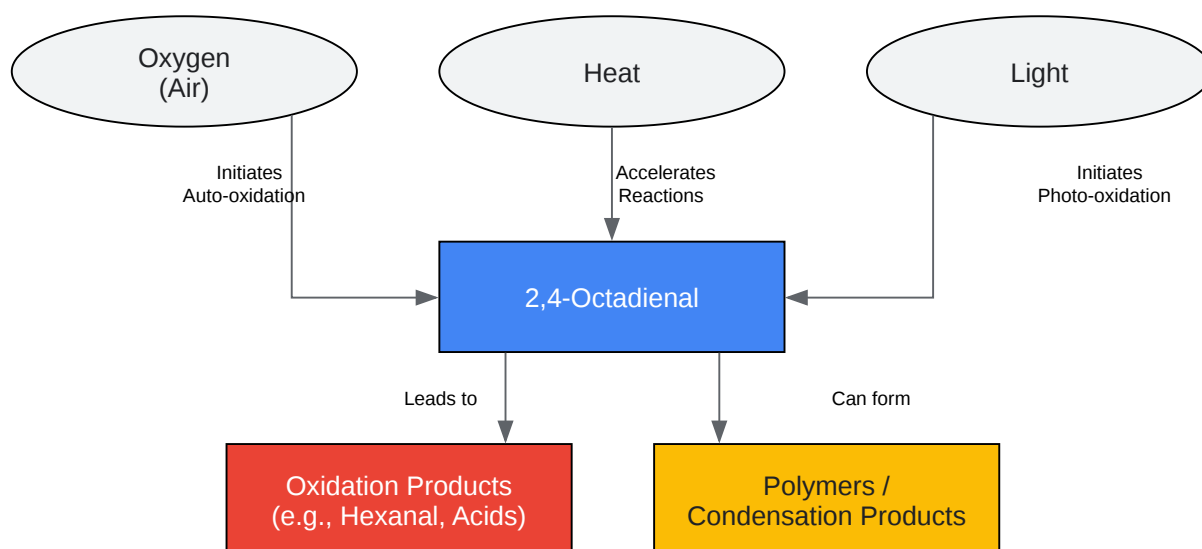 Oxygen
(Air)
Heat
Light
Initiates
Auto-oxidation
Accelerates
Reactions
Initiates
Photo-oxidation
2,4-Octadienal
Leads to
Can form
Oxidation Products
(e.g., Hexanal, Acids)
Polymers /
Condensation Products